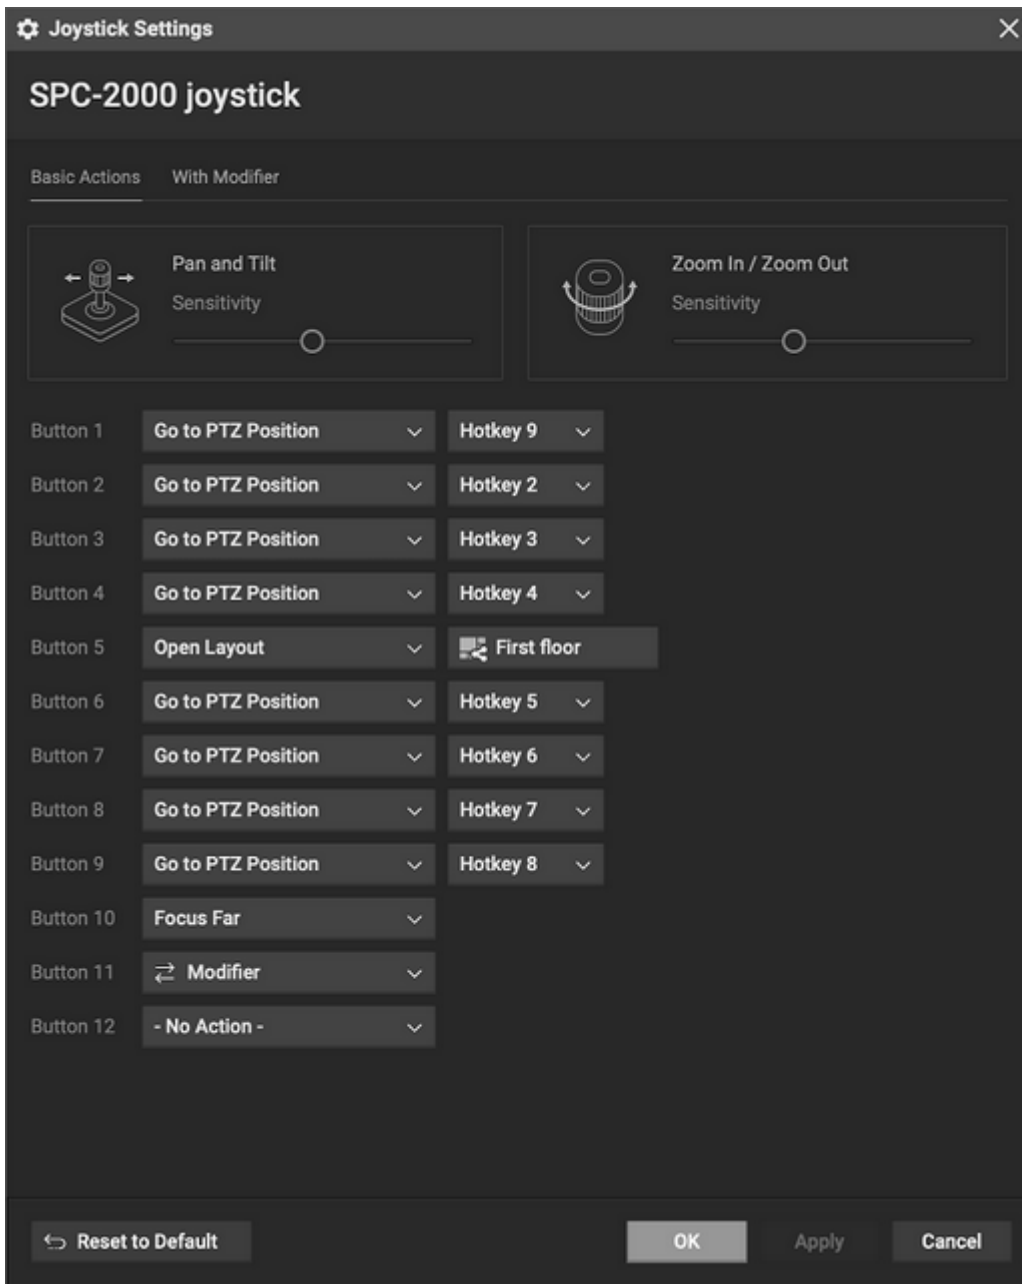 Joystick Settings
SPC-2000 joystick
Basic Actions With Modifier
Pan and Tilt
Sensitivity
Zoom In / Zoom Out
Sensitivity
Button 1 Go to PTZ Position Hotkey 9
Button 2 Go to PTZ Position Hotkey 2
Button 3 Go to PTZ Position Hotkey 3
Button 4 Go to PTZ Position Hotkey 4
Button 5 Open Layout First floor
Button 6 Go to PTZ Position Hotkey 5
Button 7 Go to PTZ Position Hotkey 6
Button 8 Go to PTZ Position Hotkey 7
Button 9 Go to PTZ Position Hotkey 8
Button 10 Focus Far
Button 11 Modifier
Button 12 - No Action -
Reset to Default OK Apply Cancel